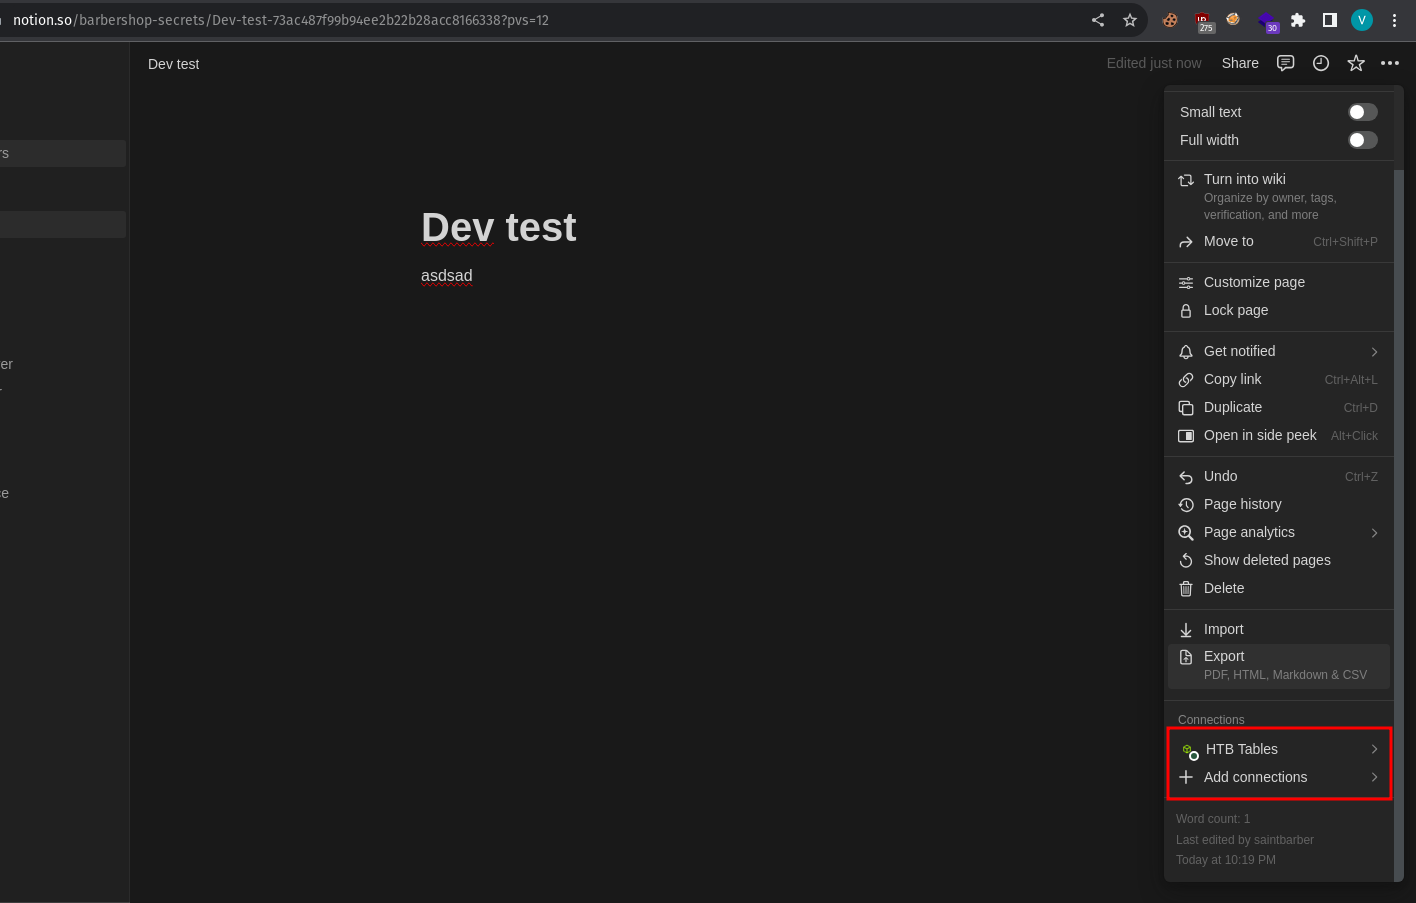 notion.so/barbershop-secrets/Dev-test-73ac487f99b94ee2b22b28acc8166338?pvs=12
275
30
V
Dev test
Edited just now
Share
rs
er
ce
Dev test
asdsad
Small text
Full width
Turn into wiki
Organize by owner, tags,
verification, and more
Move to Ctrl+Shift+P
Customize page
Lock page
Get notified
Copy link Ctrl+Alt+L
Duplicate Ctrl+D
Open in side peek Alt+Click
Undo Ctrl+Z
Page history
Page analytics
Show deleted pages
Delete
Import
Export
PDF, HTML, Markdown & CSV
Connections
HTB Tables
Add connections
Word count: 1
Last edited by saintbarber
Today at 10:19 PM